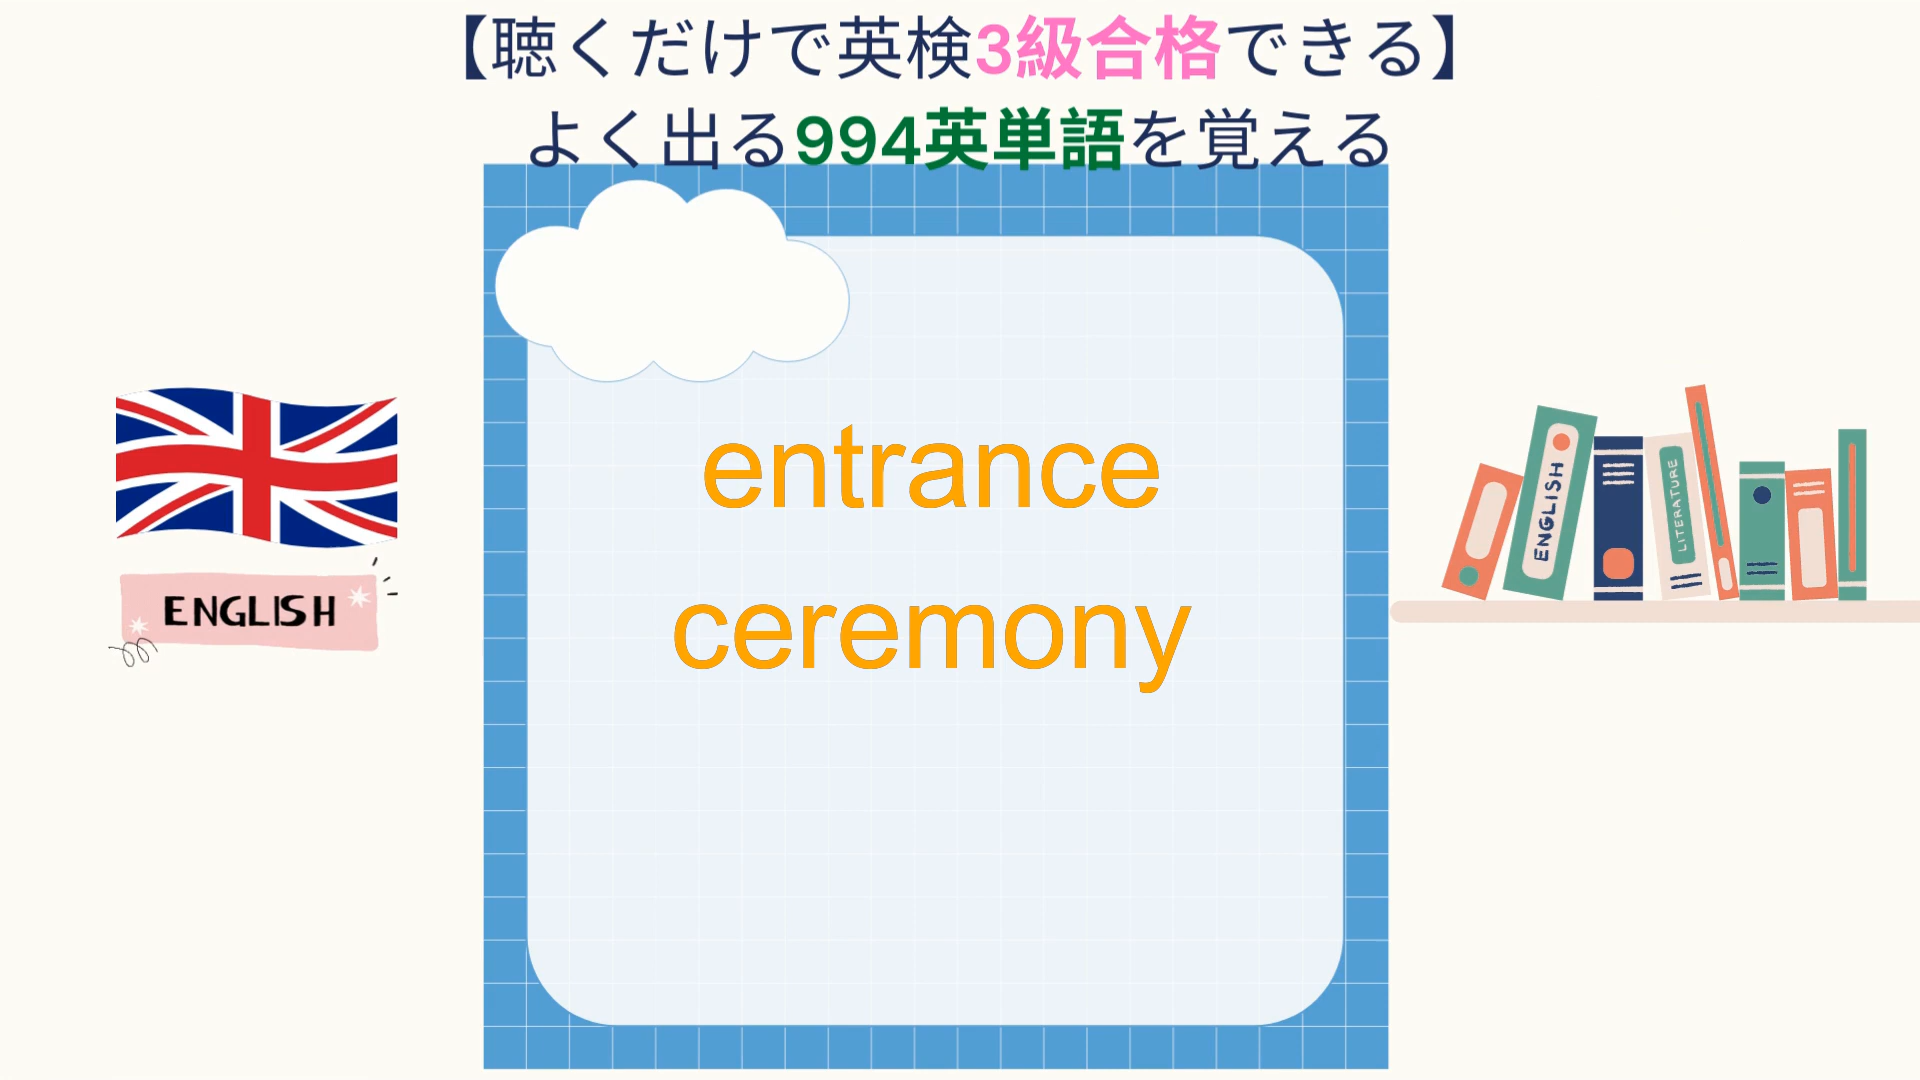 【聴くだけで英検3級合格できる】
よく出る994英単語を覚える
entrance
ceremony
ENGLISH
ENGLISH
LITERATURE